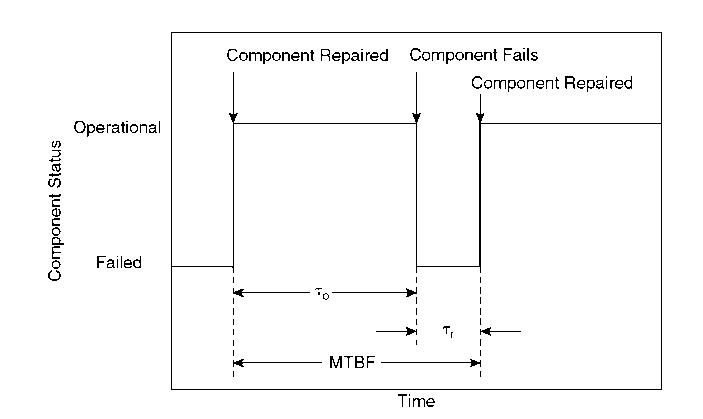 Component Repaired
Component Fails
Component Repaired
Operational
Component Status
Failed
τo
τr
MTBF
Time